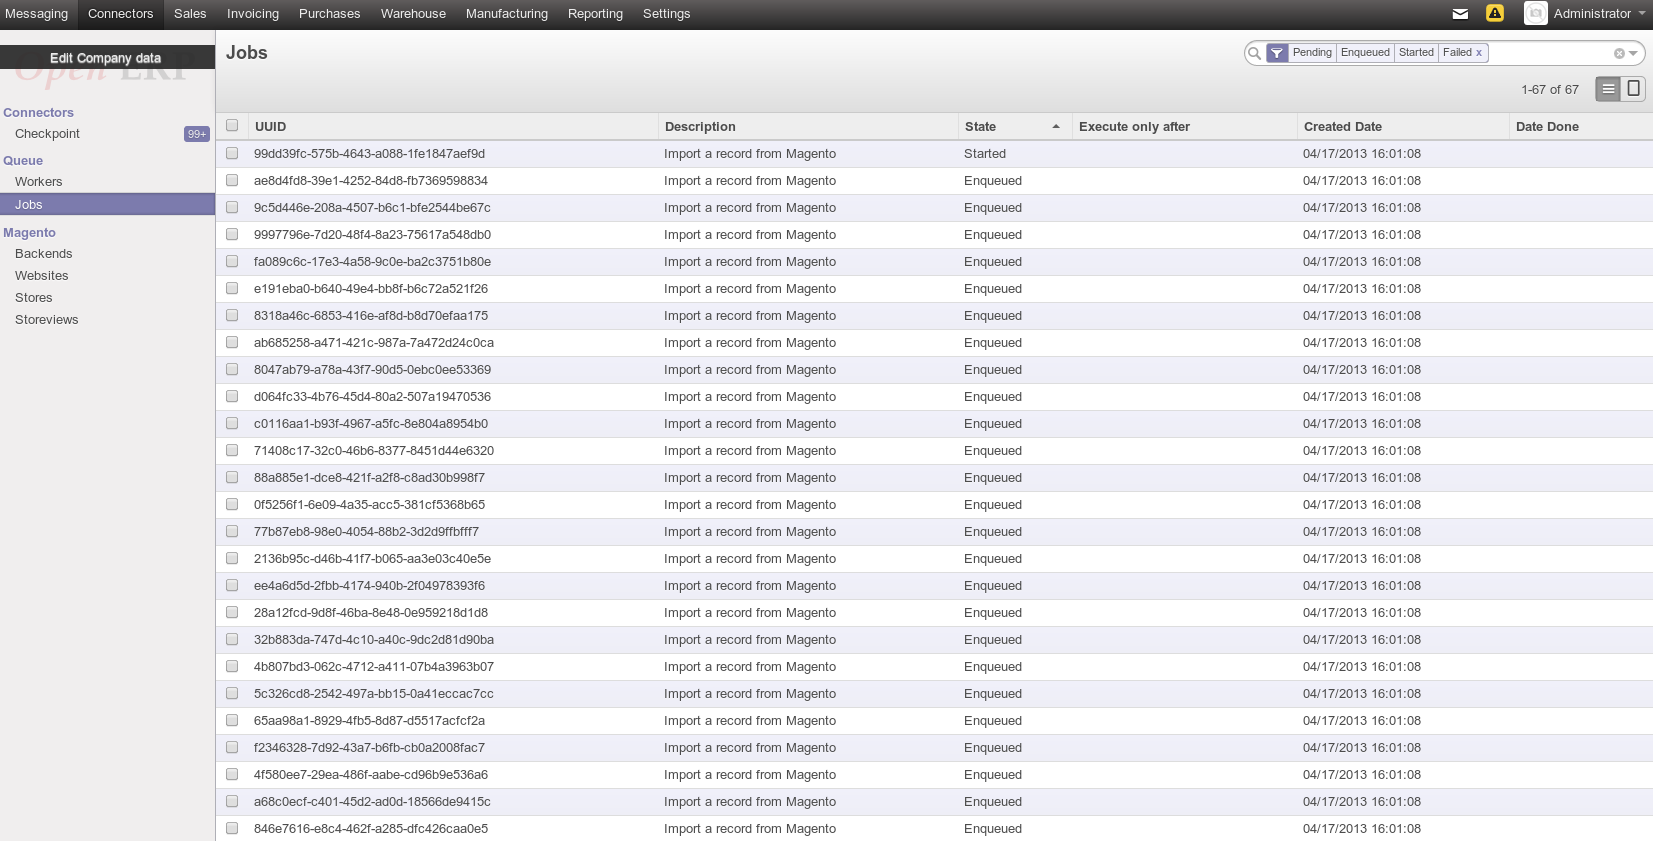 Messaging Connectors Sales Invoicing Purchases Warehouse Manufacturing Reporting Settings Administrator
Edit Company data
Open ERP
Connectors
Checkpoint 99+
Queue
Workers
Jobs
Magento
Backends
Websites
Stores
Storeviews
Jobs
Pending Enqueued Started Failed x
1-67 of 67
UUID Description State Execute only after Created Date Date Done
99dd39fc-575b-4643-a088-1fe1847aef9d Import a record from Magento Started 04/17/2013 16:01:08
ae8d4fd8-39e1-4252-84d8-fb7369598834 Import a record from Magento Enqueued 04/17/2013 16:01:08
9c5d446e-208a-4507-b6c1-bfe2544be67c Import a record from Magento Enqueued 04/17/2013 16:01:08
9997796e-7d20-48f4-8a23-75617a548db0 Import a record from Magento Enqueued 04/17/2013 16:01:08
fa089c6c-17e3-4a58-9c0e-ba2c3751b80e Import a record from Magento Enqueued 04/17/2013 16:01:08
e191eba0-b640-49e4-bb8f-b6c72a521f26 Import a record from Magento Enqueued 04/17/2013 16:01:08
8318a46c-6853-416e-af8d-b8d70efaa175 Import a record from Magento Enqueued 04/17/2013 16:01:08
ab685258-a471-421c-987a-7a472d24c0ca Import a record from Magento Enqueued 04/17/2013 16:01:08
8047ab79-a78a-43f7-90d5-0ebc0ee53369 Import a record from Magento Enqueued 04/17/2013 16:01:08
d064fc33-4b76-45d4-80a2-507a19470536 Import a record from Magento Enqueued 04/17/2013 16:01:08
c0116aa1-b93f-4967-a5fc-8e804a8954b0 Import a record from Magento Enqueued 04/17/2013 16:01:08
71408c17-32c0-46b6-8377-8451d44e6320 Import a record from Magento Enqueued 04/17/2013 16:01:08
88a885e1-dce8-421f-a2f8-c8ad30b998f7 Import a record from Magento Enqueued 04/17/2013 16:01:08
0f5256f1-6e09-4a35-acc5-381cf5368b65 Import a record from Magento Enqueued 04/17/2013 16:01:08
77b87eb8-98e0-4054-88b2-3d2d9ffbfff7 Import a record from Magento Enqueued 04/17/2013 16:01:08
2136b95c-d46b-41f7-b065-aa3e03c40e5e Import a record from Magento Enqueued 04/17/2013 16:01:08
ee4a6d5d-2fbb-4174-940b-2f04978393f6 Import a record from Magento Enqueued 04/17/2013 16:01:08
28a12fcd-9d8f-46ba-8e48-0e959218d1d8 Import a record from Magento Enqueued 04/17/2013 16:01:08
32b883da-747d-4c10-a40c-9dc2d81d90ba Import a record from Magento Enqueued 04/17/2013 16:01:08
4b807bd3-062c-4712-a411-07b4a3963b07 Import a record from Magento Enqueued 04/17/2013 16:01:08
5c326cd8-2542-497a-bb15-0a41eccac7cc Import a record from Magento Enqueued 04/17/2013 16:01:08
65aa98a1-8929-4fb5-8d87-d5517acfcf2a Import a record from Magento Enqueued 04/17/2013 16:01:08
f2346328-7d92-43a7-b6fb-cb0a2008fac7 Import a record from Magento Enqueued 04/17/2013 16:01:08
4f580ee7-29ea-486f-aabe-cd96b9e536a6 Import a record from Magento Enqueued 04/17/2013 16:01:08
a68c0ecf-c401-45d2-ad0d-18566de9415c Import a record from Magento Enqueued 04/17/2013 16:01:08
846e7616-e8c4-462f-a285-dfc426caa0e5 Import a record from Magento Enqueued 04/17/2013 16:01:08